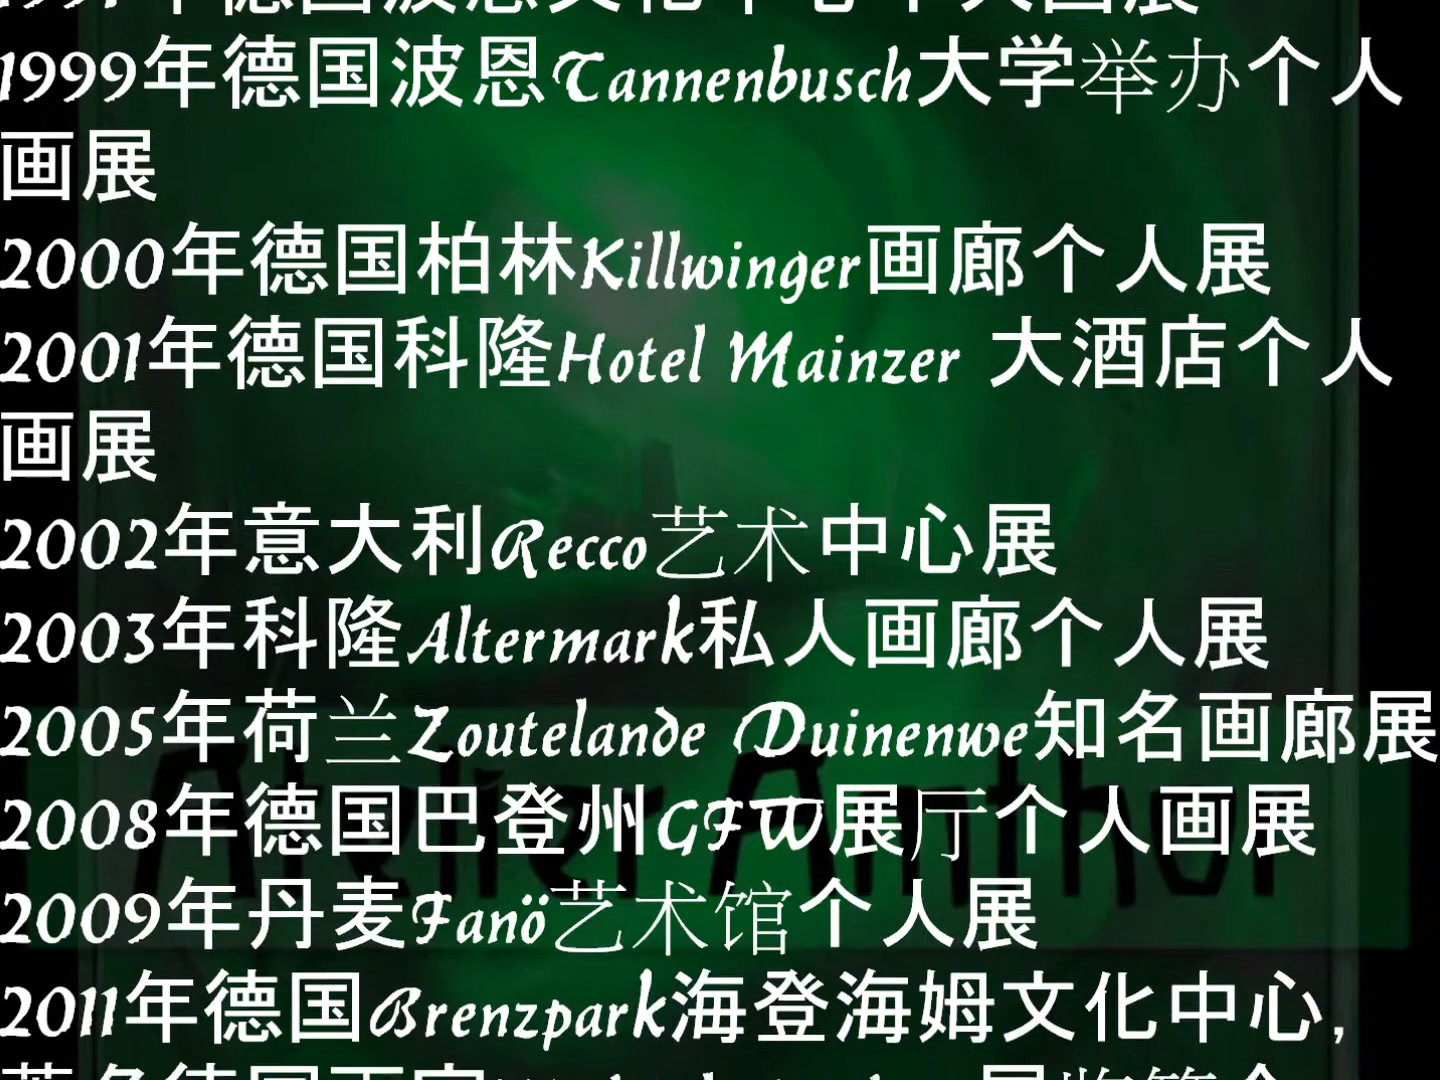 1999年德国波恩Tannenbusch大学举办个人
画展
2000年德国柏林Killwinger画廊个人展
2001年德国科隆Hotel Mainzer 大酒店个人
画展
2002年意大利Recco艺术中心展
2003年科隆Altermark私人画廊个人展
2005年荷兰Zoutelande Duinenwe知名画廊展
2008年德国巴登州GFW展厅个人画展
2009年丹麦Fanö艺术馆个人展
2011年德国Brenzpark海登海姆文化中心,
Atelier